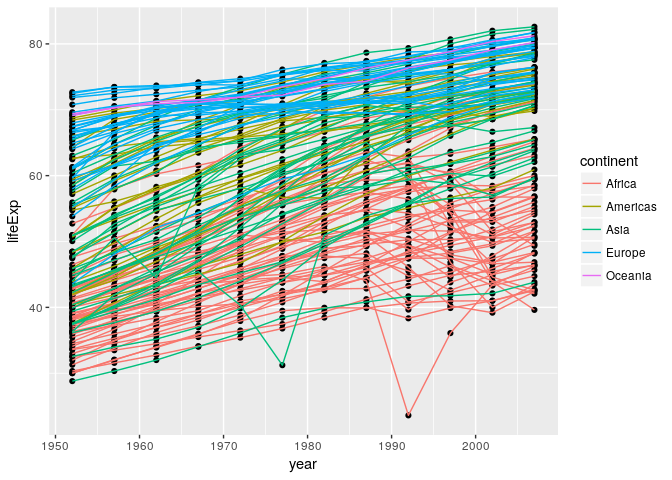 80
60
40
lifeExp
1950
1960
1970
1980
1990
2000
year
continent
Africa
Americas
Asia
Europe
Oceania